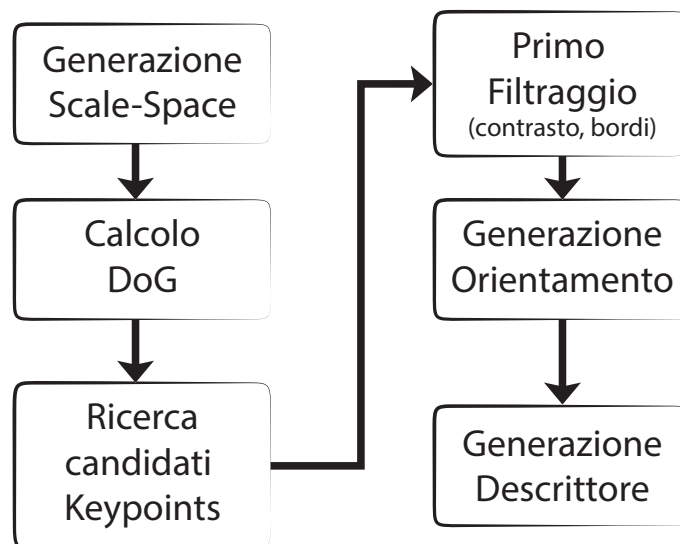 Generazione
Scale-Space
Calcolo
DoG
Ricerca
candidati
Keypoints
Primo
Filtraggio
(contrasto, bordi)
Generazione
Orientamento
Generazione
Descrittore